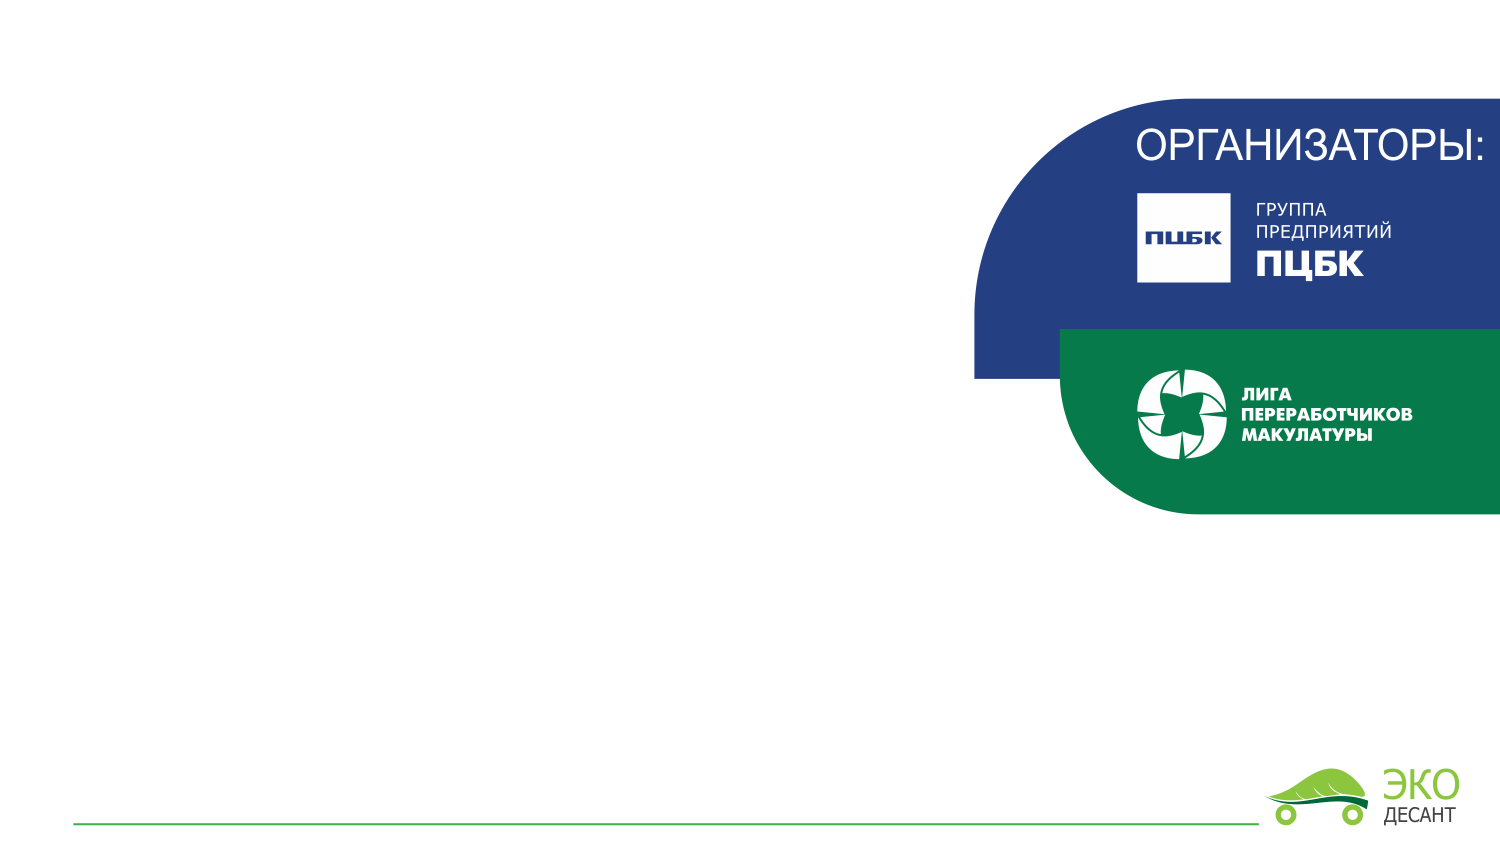 ОРГАНИЗАТОРЫ:
ПЦБК
ГРУППА
ПРЕДПРИЯТИЙ
ПЦБК
ЛИГА
ПЕРЕРАБОТЧИКОВ
МАКУЛАТУРЫ
ЭКО
ДЕСАНТ